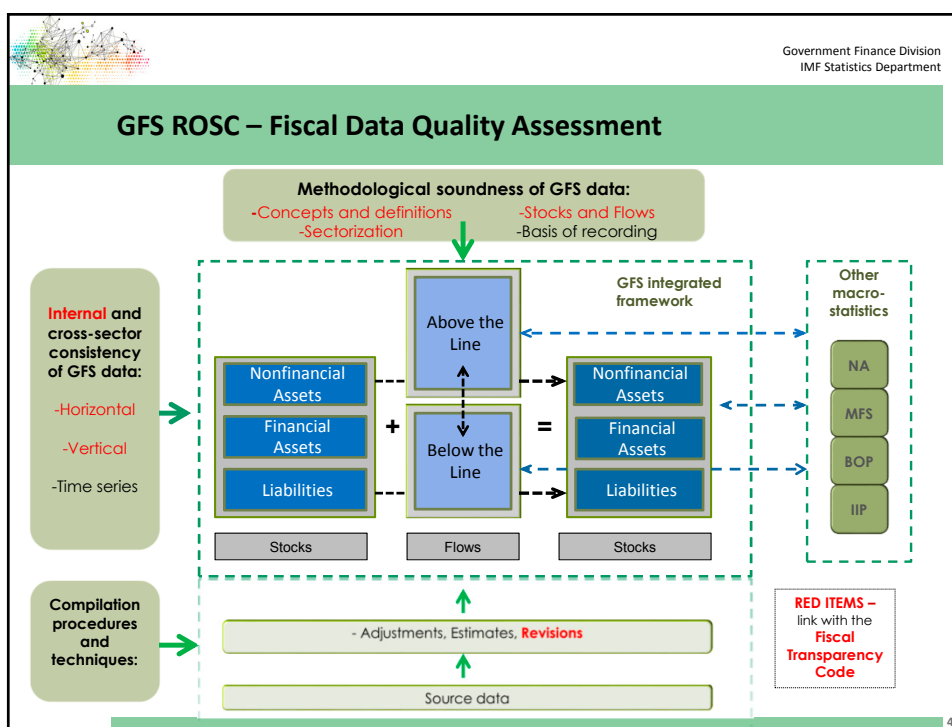 Government Finance Division
IMF Statistics Department
GFS ROSC – Fiscal Data Quality Assessment
Methodological soundness of GFS data:
-Concepts and definitions -Stocks and Flows
-Sectorization -Basis of recording
Internal and
cross-sector
consistency
of GFS data:
-Horizontal
-Vertical
-Time series
GFS integrated
framework
Above the
Line
Nonfinancial
Assets
Financial
Assets
Liabilities
+
Below the
Line
=
Nonfinancial
Assets
Financial
Assets
Liabilities
Stocks
Flows
Stocks
Other
macro-
statistics
NA
MFS
BOP
IIP
Compilation
procedures
and
techniques:
- Adjustments, Estimates, Revisions
Source data
RED ITEMS –
link with the
Fiscal
Transparency
Code